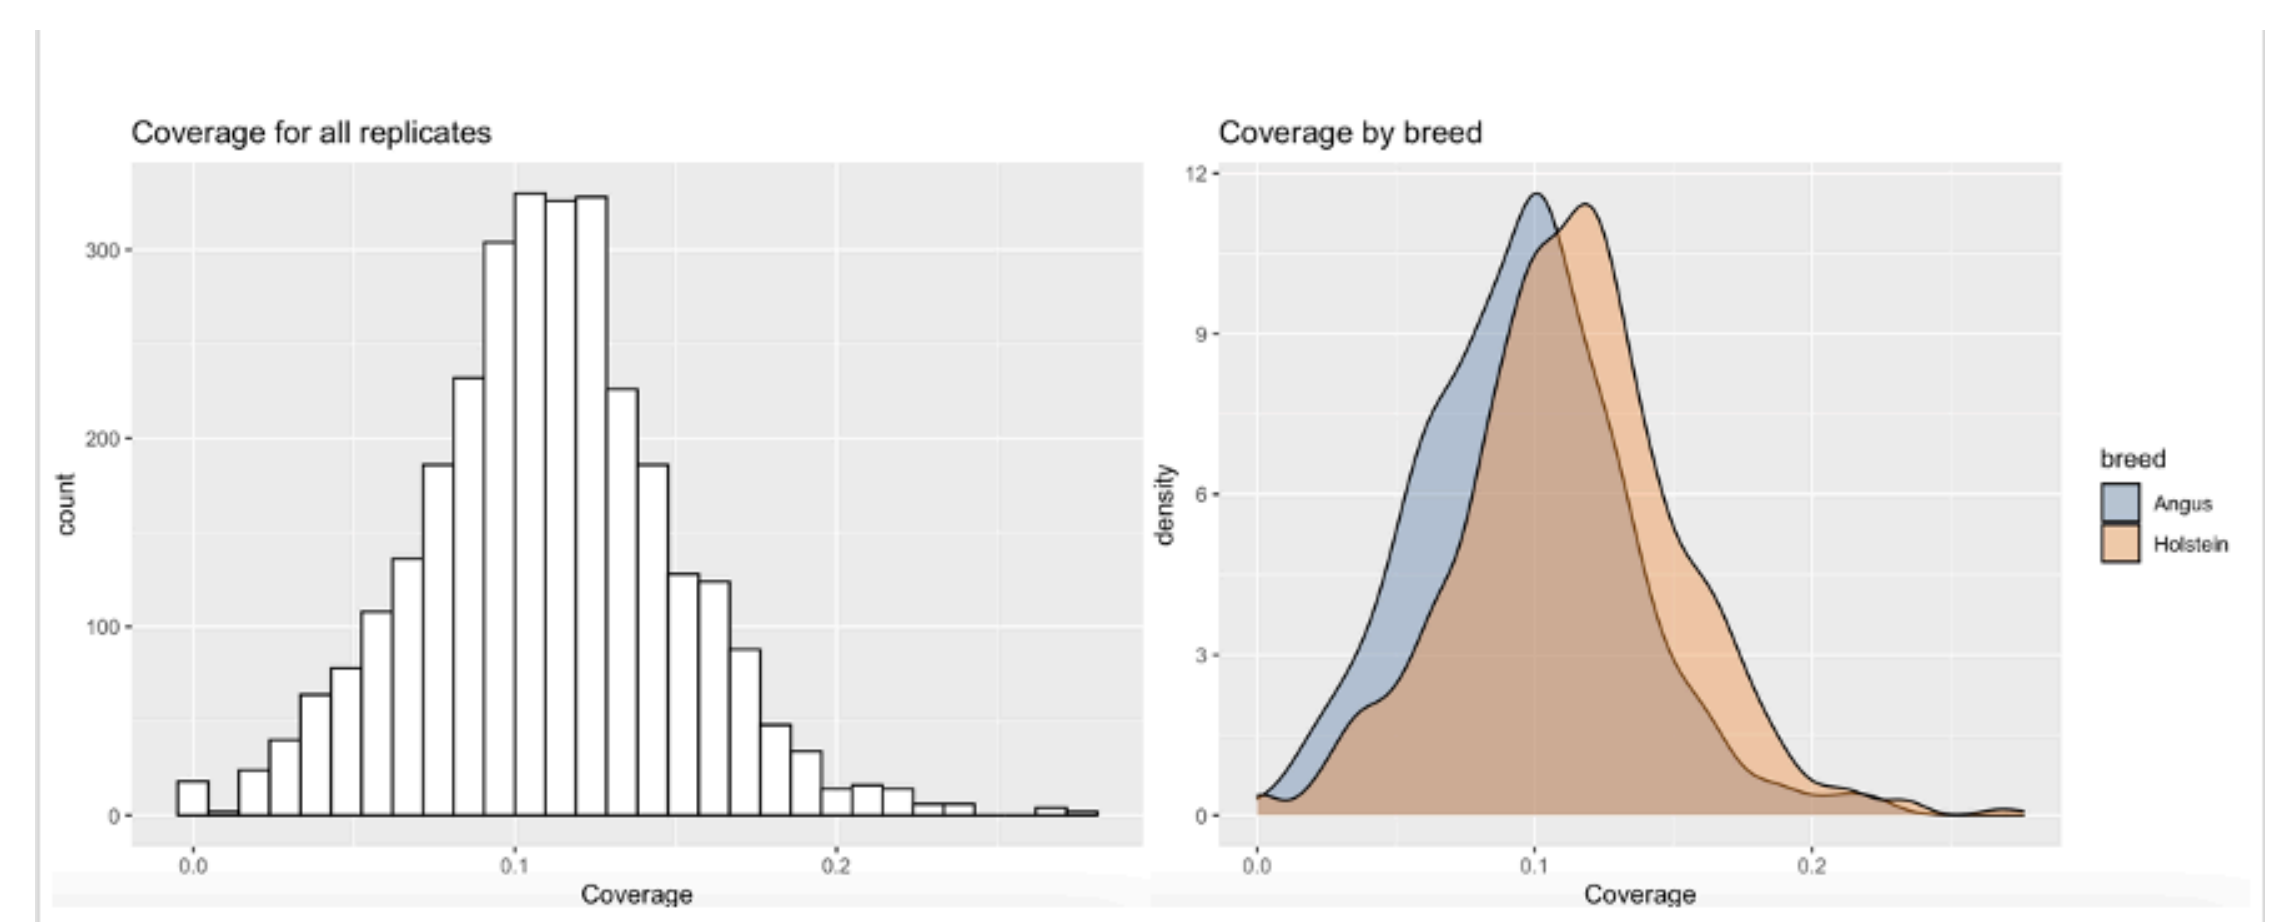 Coverage for all replicates
count
300
200
100
0
0.0 0.1 0.2
Coverage
Coverage by breed
density
12
9
6
3
0
0.0 0.1 0.2
Coverage
breed
Angus
Holstein